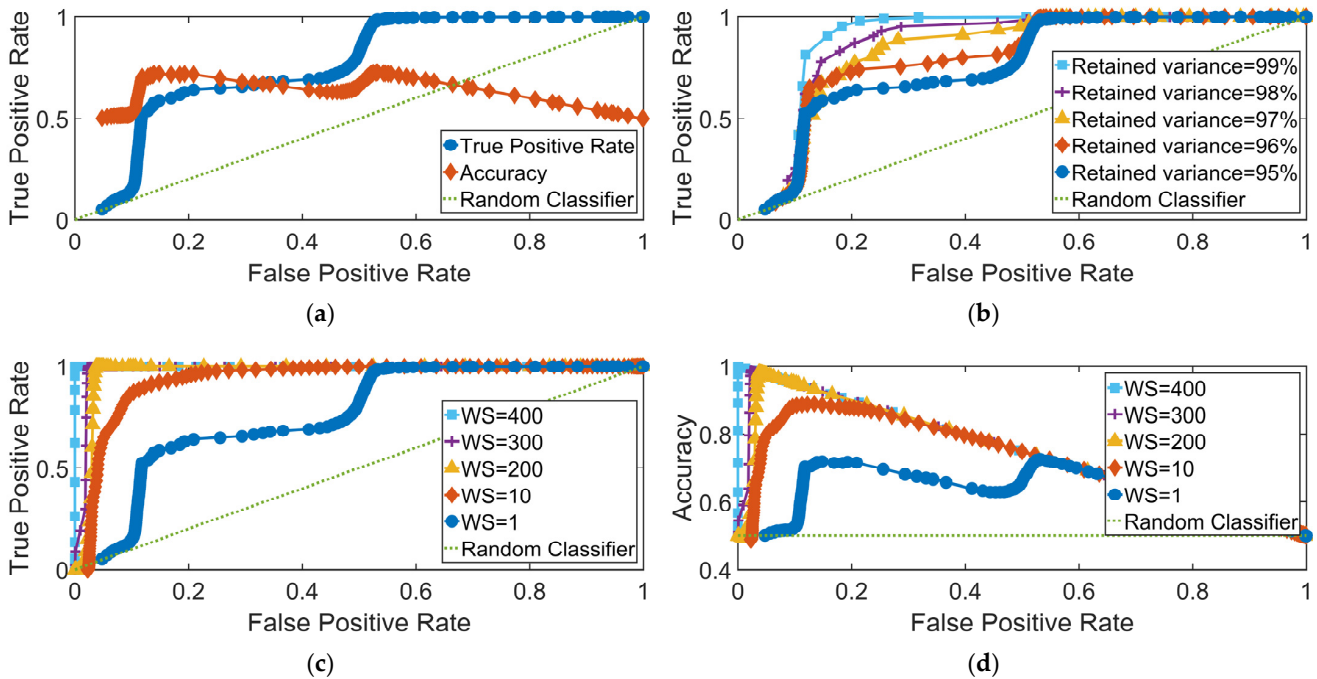 True Positive Rate
1
0.5
0
True Positive Rate
Accuracy
Random Classifier
0 0.2 0.4 0.6 0.8 1
False Positive Rate
(a)
True Positive Rate
1
0.5
0
Retained variance=99%
Retained variance=98%
Retained variance=97%
Retained variance=96%
Retained variance=95%
Random Classifier
0 0.2 0.4 0.6 0.8 1
False Positive Rate
(b)
True Positive Rate
1
0.5
0
WS=400
WS=300
WS=200
WS=10
WS=1
Random Classifier
0 0.2 0.4 0.6 0.8 1
False Positive Rate
(c)
Accuracy
1
0.8
0.6
0.4
WS=400
WS=300
WS=200
WS=10
WS=1
Random Classifier
0 0.2 0.4 0.6 0.8 1
False Positive Rate
(d)